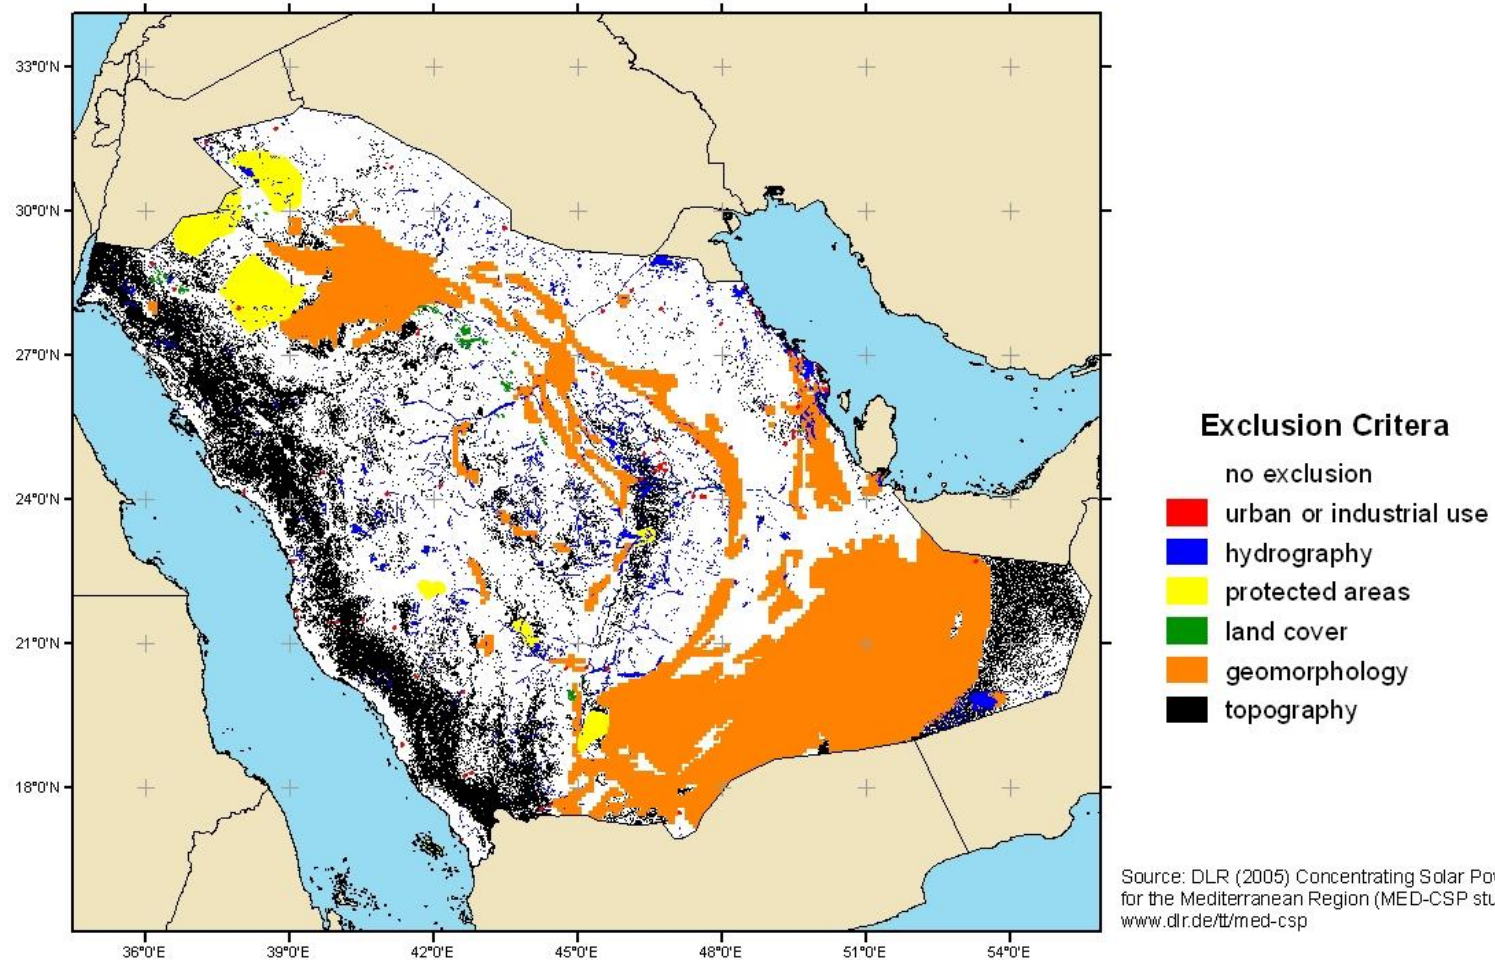 33°0'N
30°0'N
27°0'N
24°0'N
21°0'N
18°0'N
36°0'E
39°0'E
42°0'E
45°0'E
48°0'E
51°0'E
54°0'E
Exclusion Critera
no exclusion
urban or industrial use
hydrography
protected areas
land cover
geomorphology
topography
Source: DLR (2005) Concentrating Solar Po
for the Mediterranean Region (MED-CSP stu
www.dlr.de/tt/med-csp